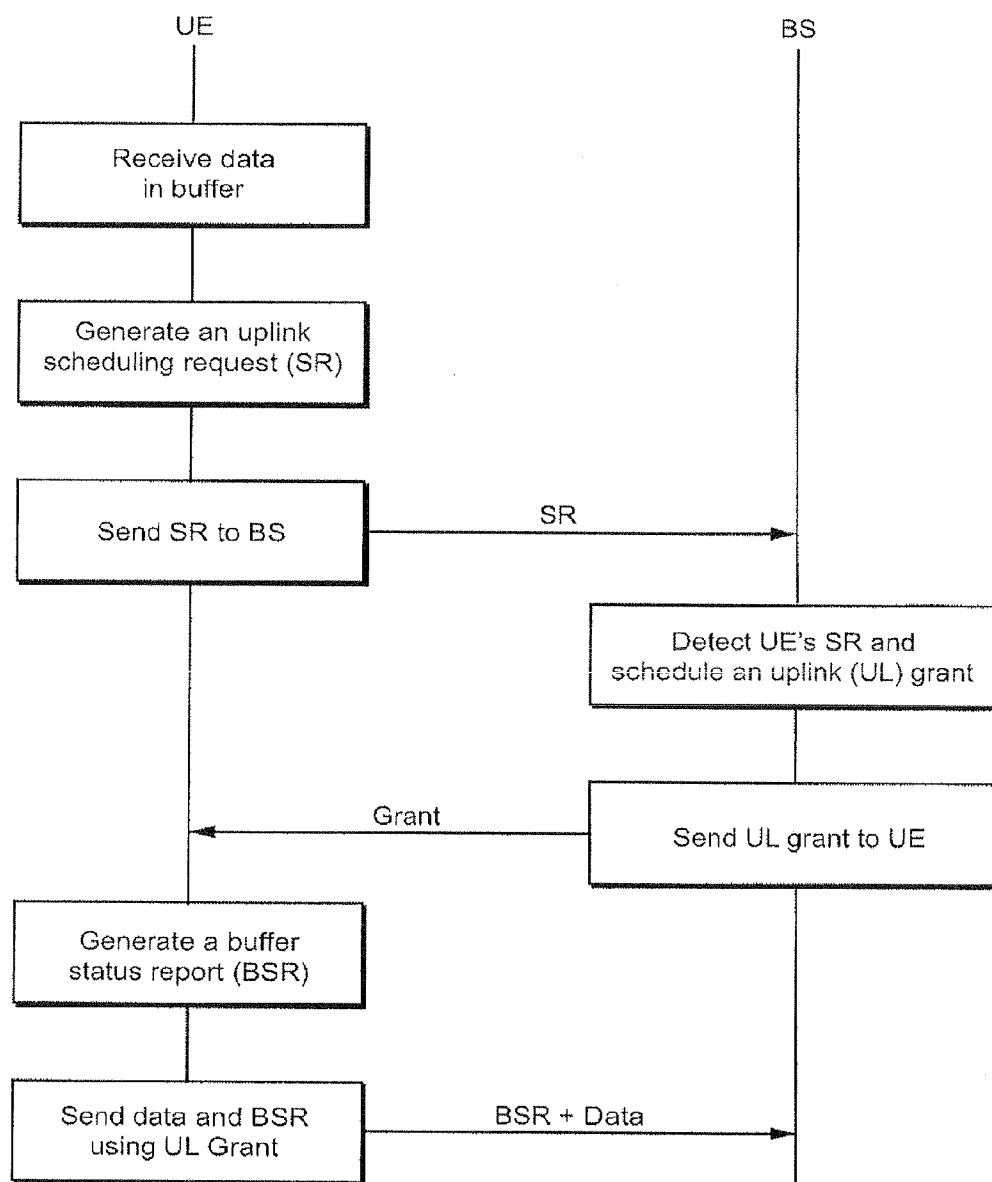 UE
BS
Receive data
in buffer
Generate an uplink
scheduling request (SR)
Send SR to BS
SR
Detect UE's SR and
schedule an uplink (UL) grant
Grant
Send UL grant to UE
Generate a buffer
status report (BSR)
Send data and BSR
using UL Grant
BSR + Data